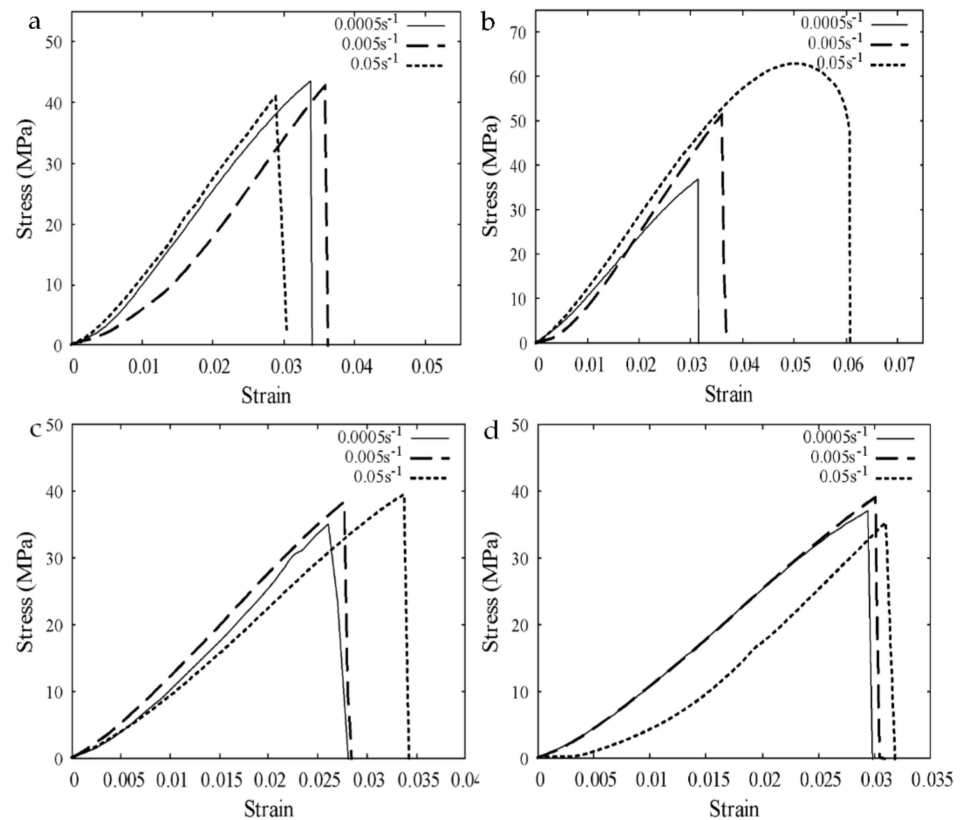 a
0.0005s⁻¹
0.005s⁻¹
0.05s⁻¹
50
40
30
20
10
0
Stress (MPa)
0 0.01 0.02 0.03 0.04 0.05
Strain
b
0.0005s⁻¹
0.005s⁻¹
0.05s⁻¹
70
60
50
40
30
20
10
0
Stress (MPa)
0 0.01 0.02 0.03 0.04 0.05 0.06 0.07
Strain
c
0.0005s⁻¹
0.005s⁻¹
0.05s⁻¹
50
40
30
20
10
0
Stress (MPa)
0 0.005 0.01 0.015 0.02 0.025 0.03 0.035 0.04
Strain
d
0.0005s⁻¹
0.005s⁻¹
0.05s⁻¹
50
40
30
20
10
0
Stress (MPa)
0 0.005 0.01 0.015 0.02 0.025 0.03 0.035
Strain